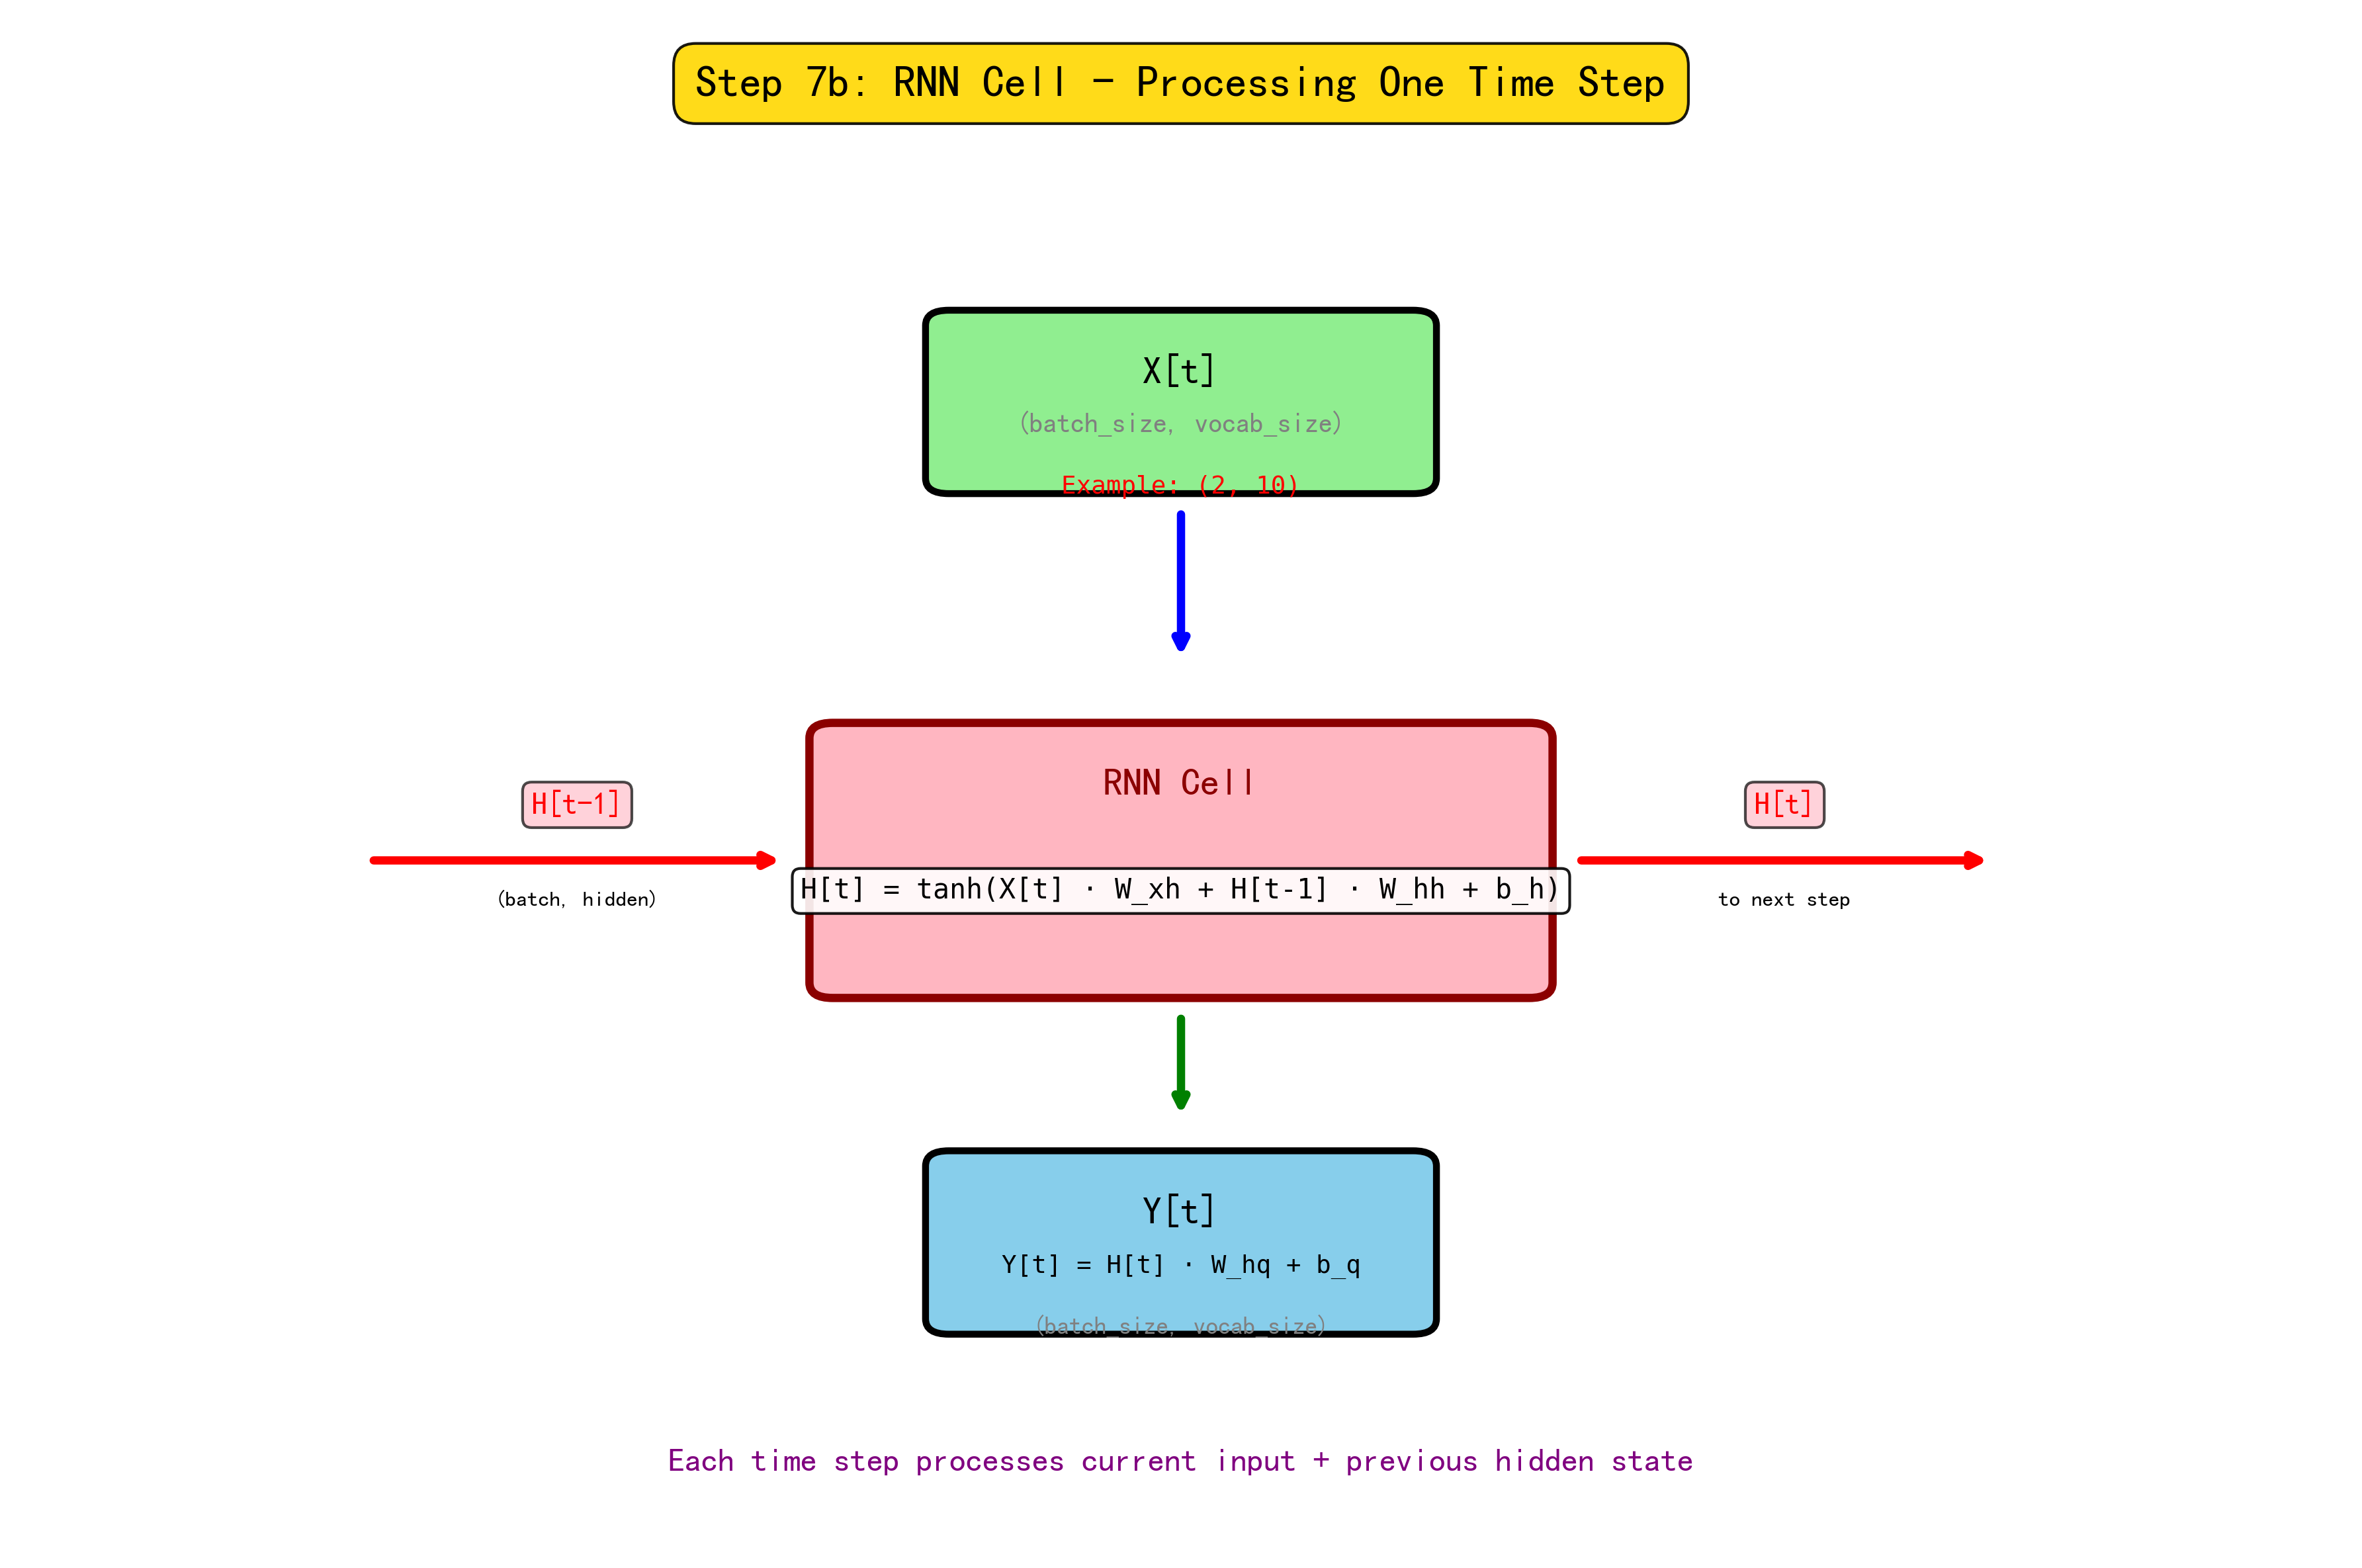 Step 7b: RNN Cell - Processing One Time Step
X[t]
(batch_size, vocab_size)
Example: (2, 10)
RNN Cell
H[t-1]
H[t]
H[t] = tanh(X[t] · W_xh + H[t-1] · W_hh + b_h)
(batch, hidden)
to next step
Y[t]
Y[t] = H[t] · W_hq + b_q
(batch_size, vocab_size)
Each time step processes current input + previous hidden state